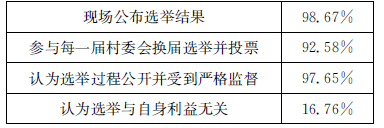 现场公布选举结果 98.67%
参与每一届村委会换届选举并投票 92.58%
认为选举过程公开并受到严格监督 97.65%
认为选举与自身利益无关 16.76%